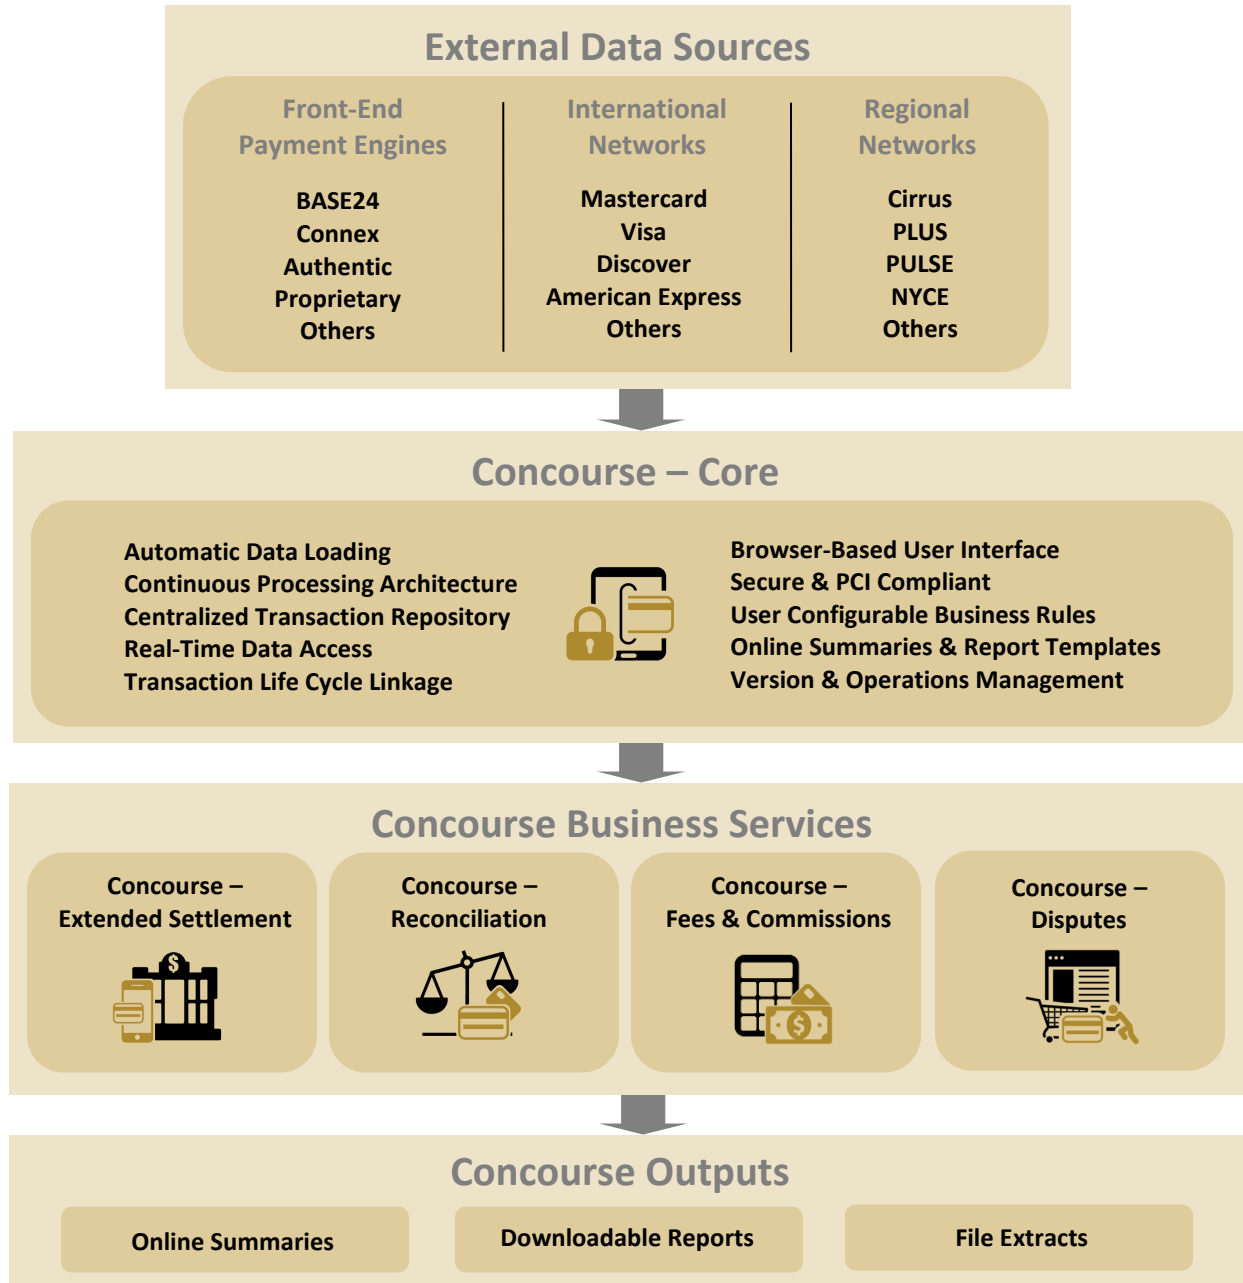 External Data Sources
Front-End
Payment Engines
BASE24
Connex
Authentic
Proprietary
Others
International
Networks
Mastercard
Visa
Discover
American Express
Others
Regional
Networks
Cirrus
PLUS
PULSE
NYCE
Others
Concourse – Core
Automatic Data Loading
Continuous Processing Architecture
Centralized Transaction Repository
Real-Time Data Access
Transaction Life Cycle Linkage
Browser-Based User Interface
Secure & PCI Compliant
User Configurable Business Rules
Online Summaries & Report Templates
Version & Operations Management
Concourse Business Services
Concourse –
Extended Settlement
$
Concourse –
Reconciliation
Concourse –
Fees & Commissions
$
Concourse –
Disputes
Concourse Outputs
Online Summaries
Downloadable Reports
File Extracts